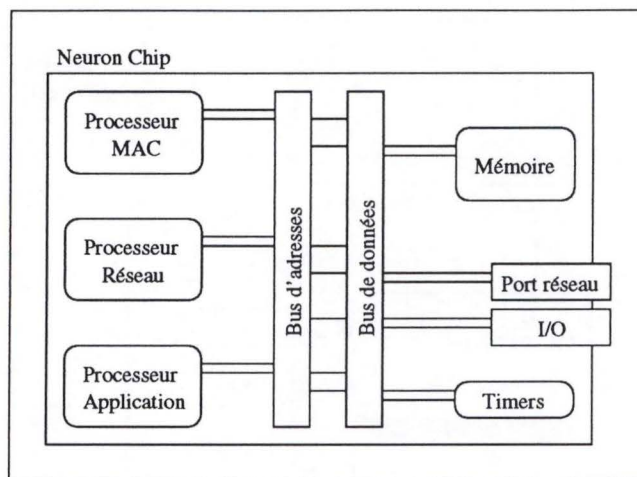 Neuron Chip
Processeur
MAC
Processeur
Réseau
Processeur
Application
Bus d'adresses
Bus de données
Mémoire
Port réseau
I/O
Timers